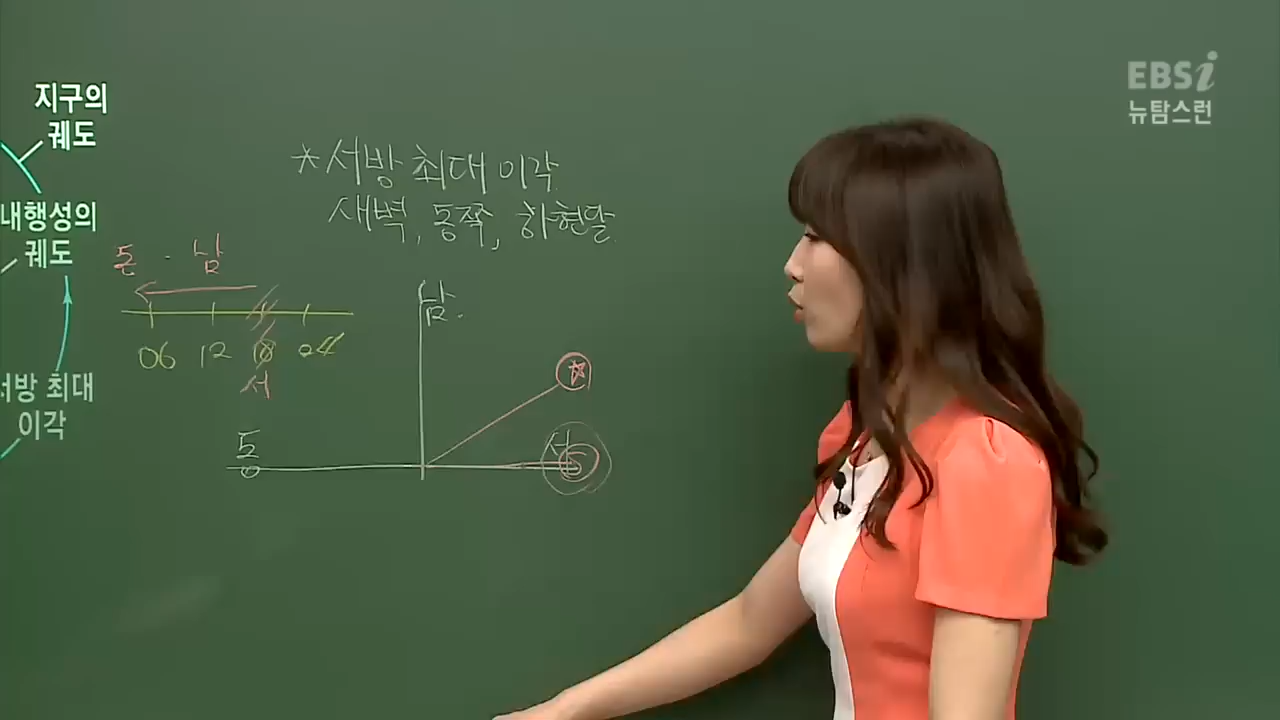 EBSi
뉴탐스런
지구의
궤도
내행성의
궤도
서방 최대
이각
*서방 최대 이각
새벽, 동쪽, 하현달
동 · 남
06 12 18 24
서
남.
동
서